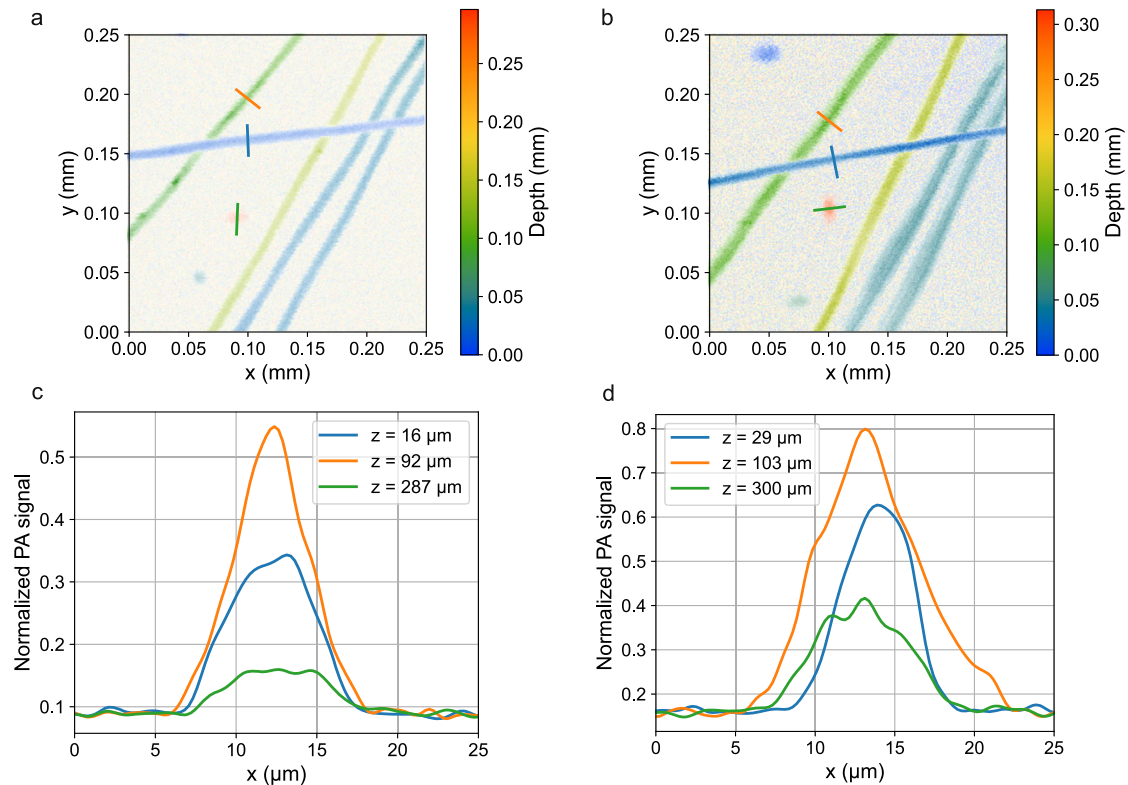 a
b
0.25
0.20
0.15
0.10
0.05
0.00
y (mm)
0.00 0.05 0.10 0.15 0.20 0.25
x (mm)
0.25
0.20
0.15
0.10
0.05
0.00
Depth (mm)
0.25
0.20
0.15
0.10
0.05
0.00
y (mm)
0.00 0.05 0.10 0.15 0.20 0.25
x (mm)
0.30
0.25
0.20
0.15
0.10
0.05
0.00
Depth (mm)
c
d
0.5
0.4
0.3
0.2
0.1
Normalized PA signal
z = 16 µm
z = 92 µm
z = 287 µm
0 5 10 15 20 25
x (µm)
0.8
0.7
0.6
0.5
0.4
0.3
0.2
Normalized PA signal
z = 29 µm
z = 103 µm
z = 300 µm
0 5 10 15 20 25
x (µm)